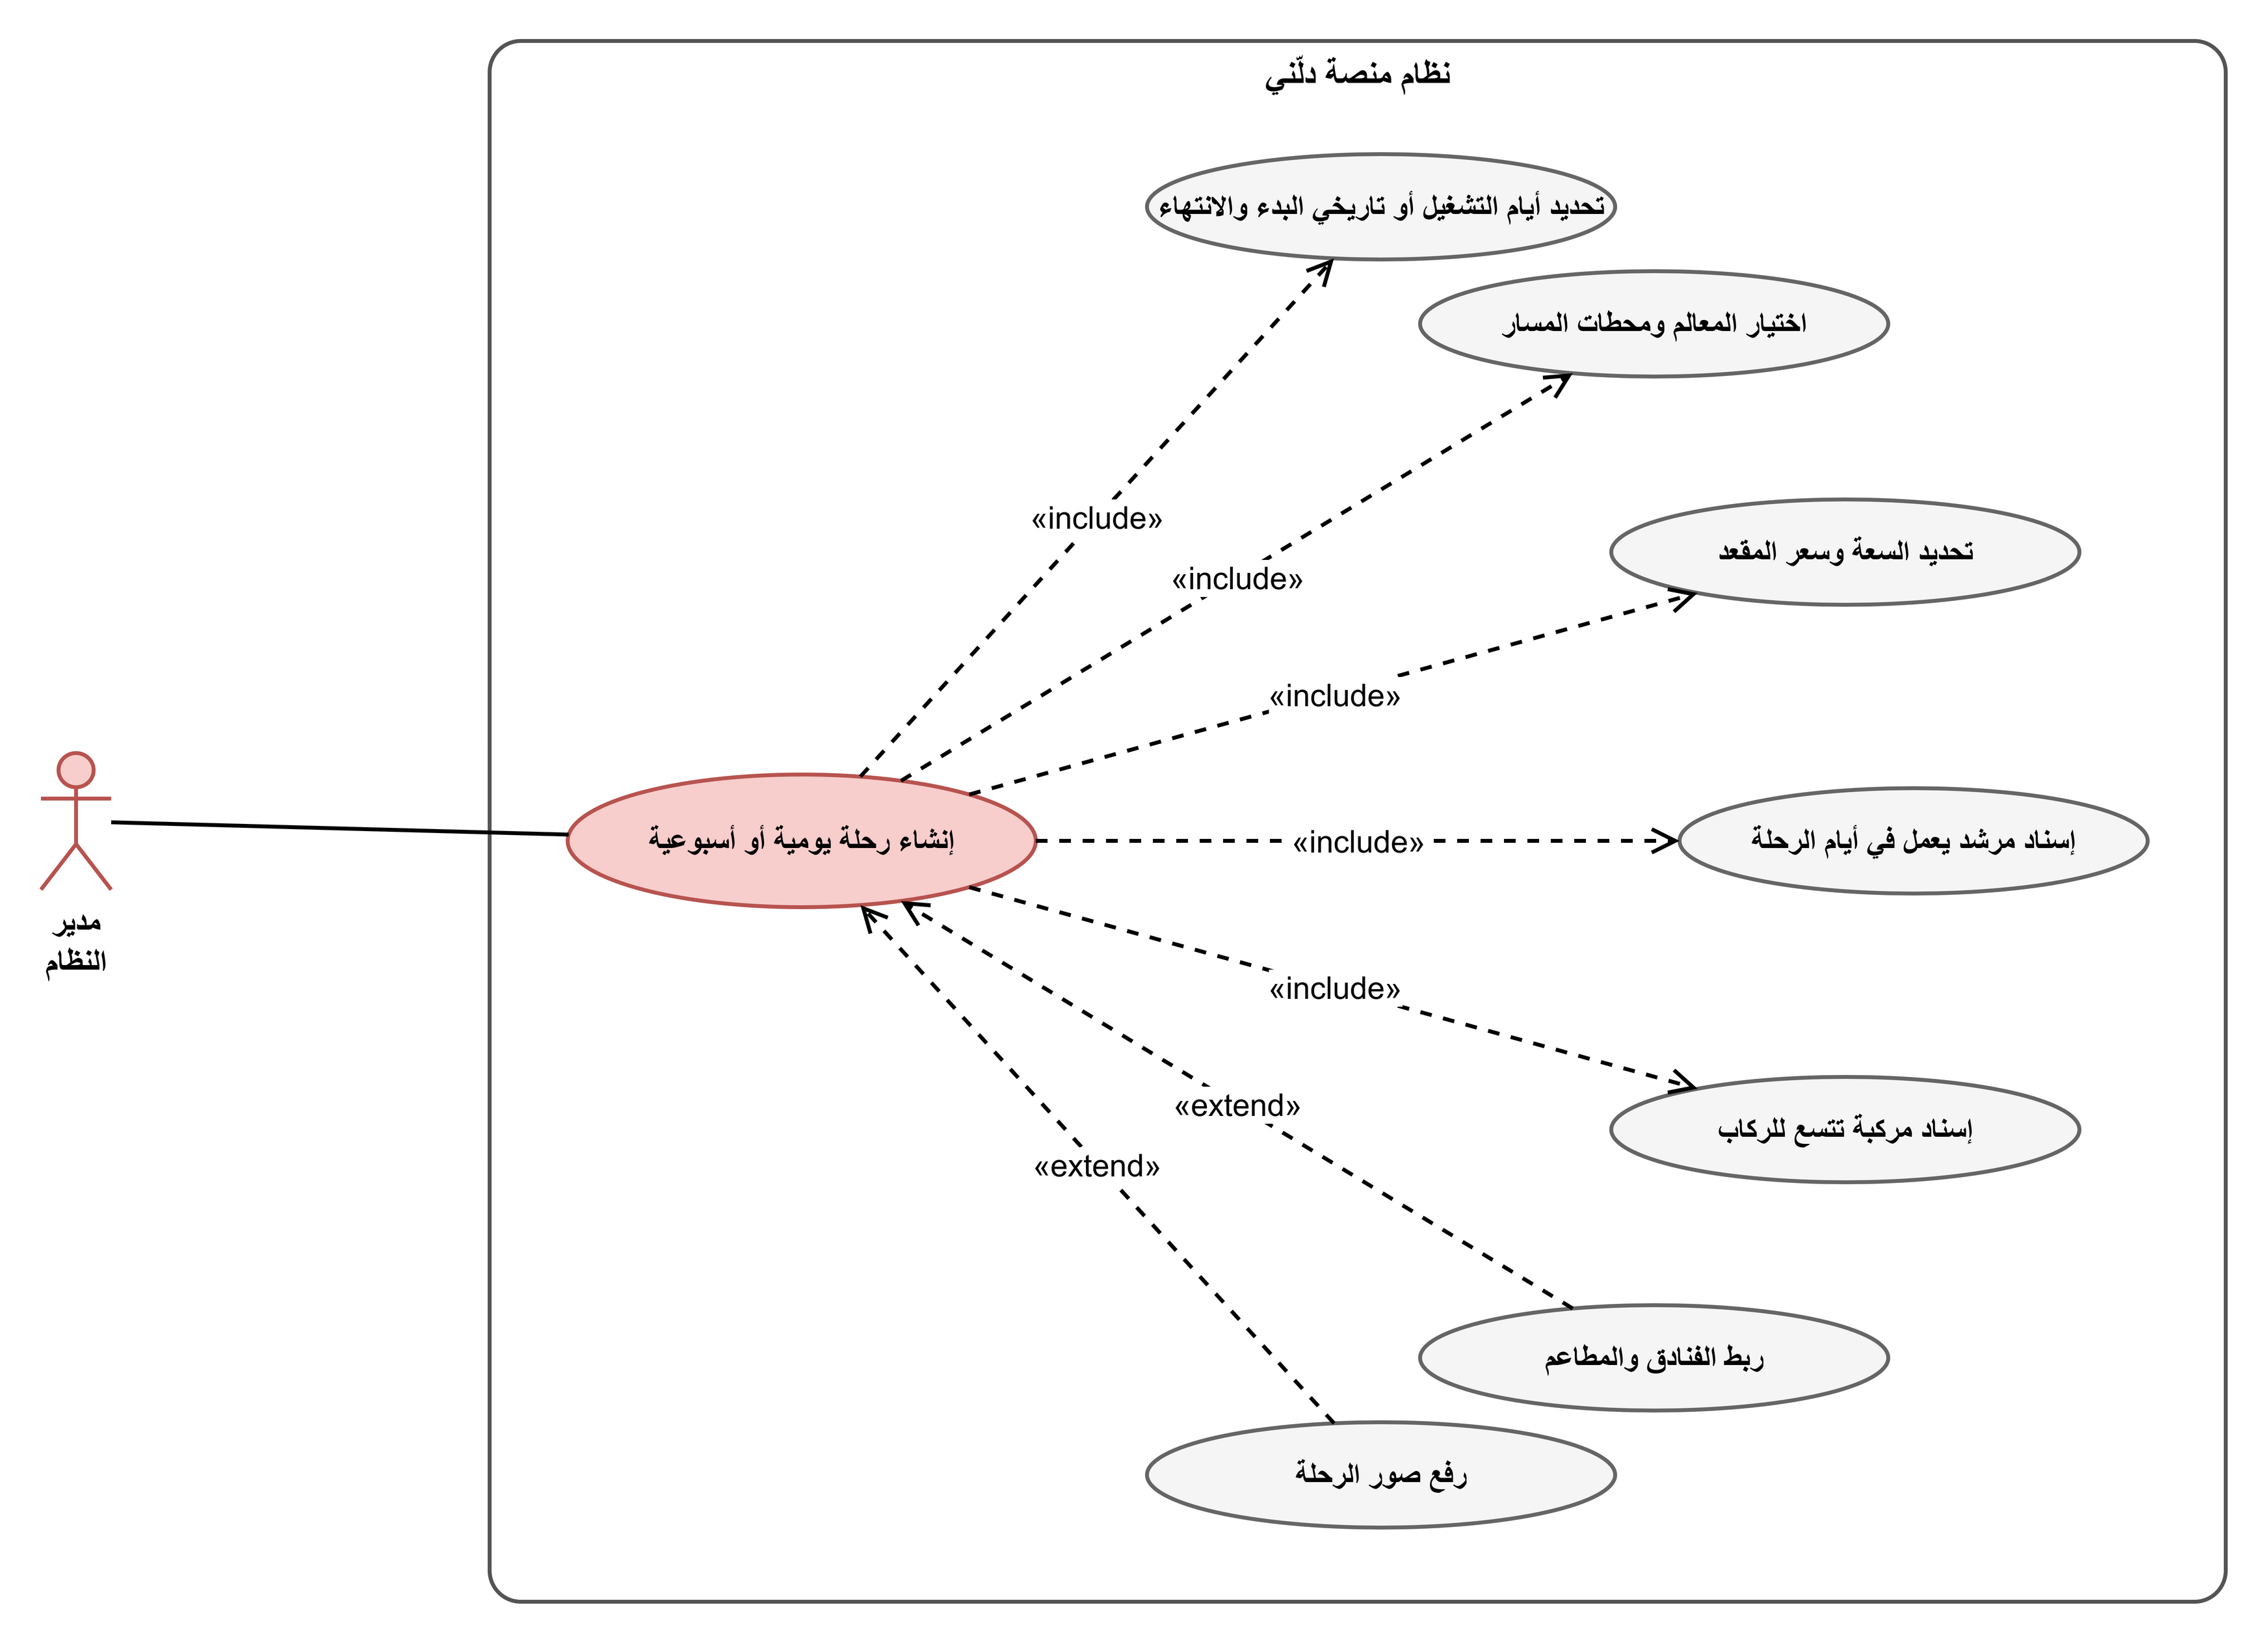 نظام منصة دلّني
تحديد أيام التشغيل أو تاريخي البدء والانتهاء
اختيار المعالم ومحطات المسار
«include»
تحديد السعة وسعر المقعد
«include»
«include»
إنشاء رحلة يومية أو أسبوعية
«include»
إسناد مرشد يعمل في أيام الرحلة
مدير
النظام
«include»
إسناد مركبة تتسع للركاب
«extend»
«extend»
ربط الفنادق والمطاعم
رفع صور الرحلة